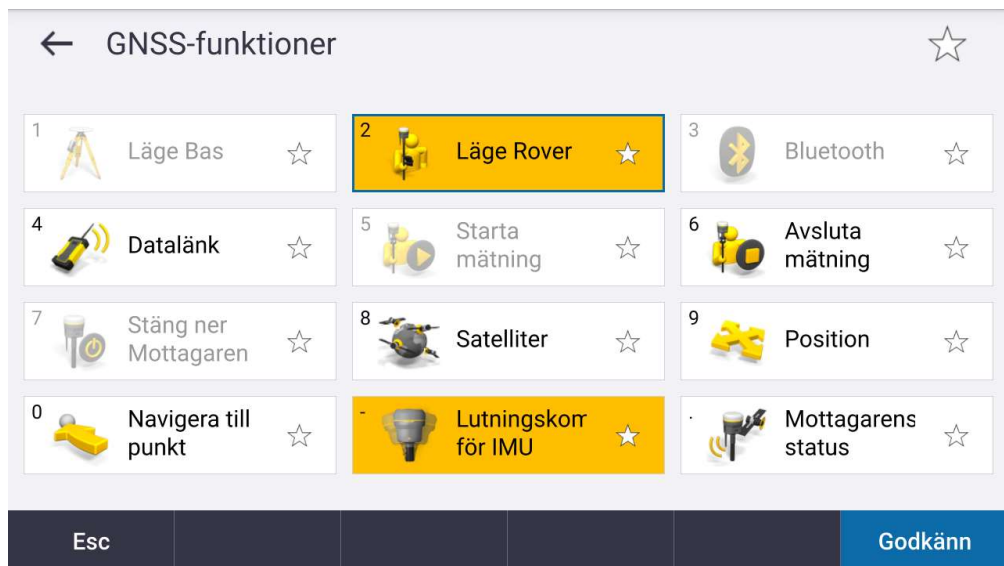 GNSS-funktioner
1
Läge Bas
2
Läge Rover
3
Bluetooth
4
Datalänk
5
Starta
mätning
6
Avsluta
mätning
7
Stäng ner
Mottagaren
8
Satelliter
9
Position
0
Navigera till
punkt
-
Lutningskom
för IMU
.
Mottagarens
status
Esc
Godkänn